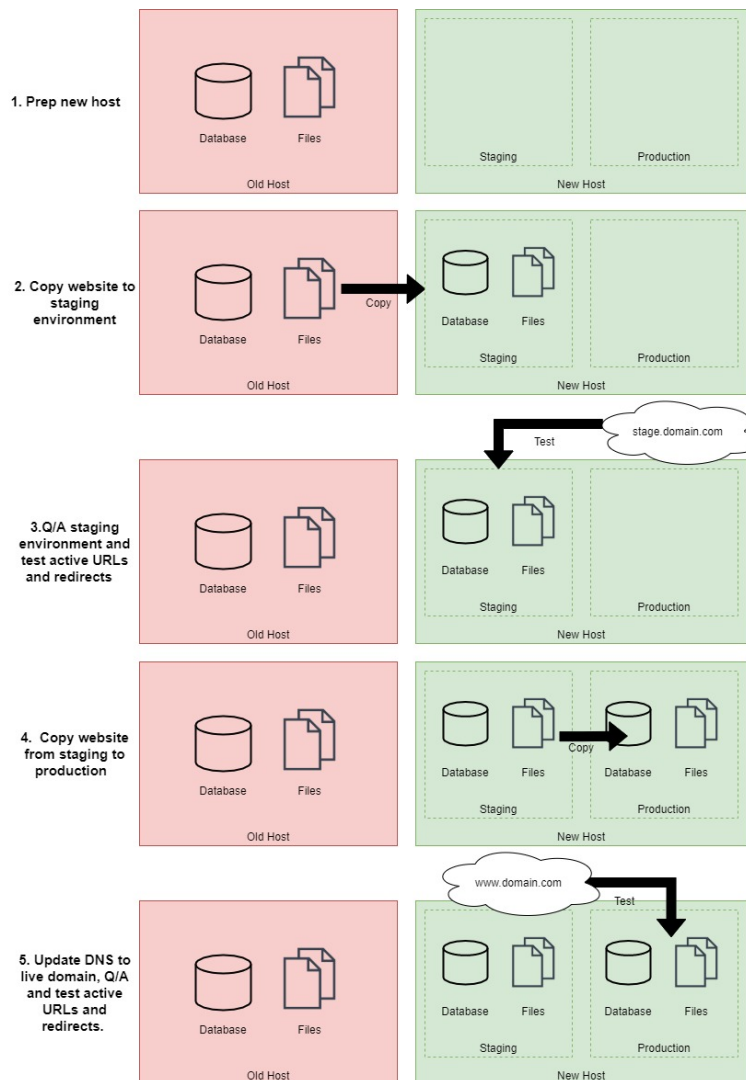 1. Prep new host
Database
Files
Old Host
Staging
Production
New Host
2. Copy website to
staging
environment
Database
Files
Old Host
Copy
Database
Files
Staging
Production
New Host
stage.domain.com
Test
3.Q/A staging
environment and
test active URLs
and redirects
Database
Files
Old Host
Database
Files
Staging
Production
New Host
4. Copy website
from staging to
production
Database
Files
Old Host
Database
Files
Copy
Database
Files
Staging
Production
New Host
www.domain.com
Test
5. Update DNS to
live domain, Q/A
and test active
URLs and
redirects.
Database
Files
Old Host
Database
Files
Database
Files
Staging
Production
New Host